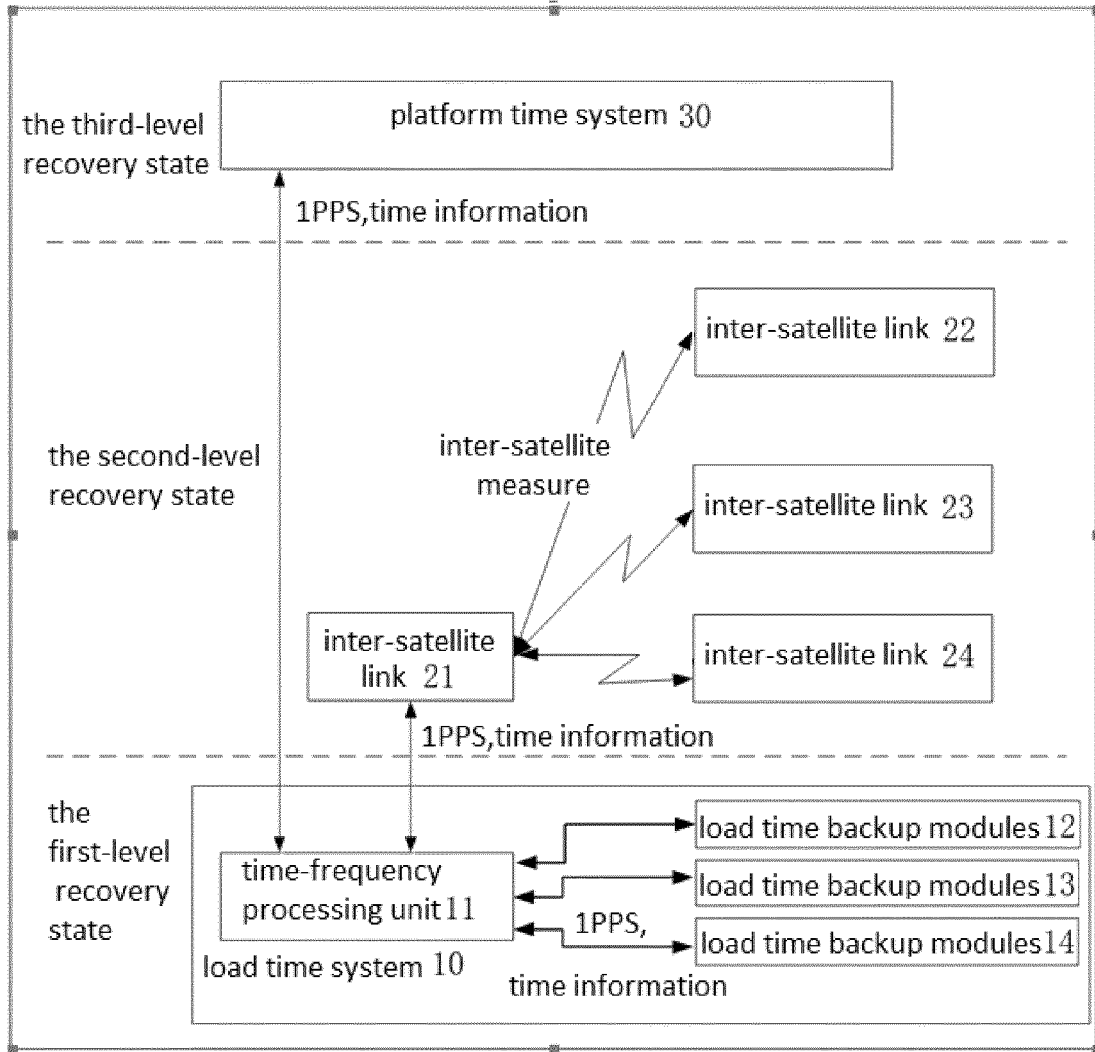 platform time system 30
the third-level
recovery state
1PPS,time information
inter-satellite link 22
inter-satellite
measure
the second-level
recovery state
inter-satellite link 23
inter-satellite
link 21
inter-satellite link 24
1PPS,time information
the
first-level
recovery
state
load time backup modules12
time-frequency
processing unit11
load time backup modules13
1PPS,
load time backup modules14
load time system 10
time information